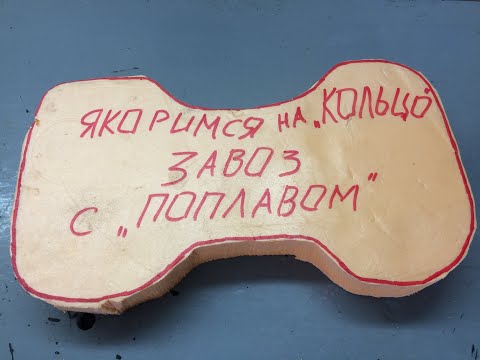 ЯКОРИМСЯ НА „КОЛЬЦО"
ЗАВОЗ
С „ПОПЛАВОМ"